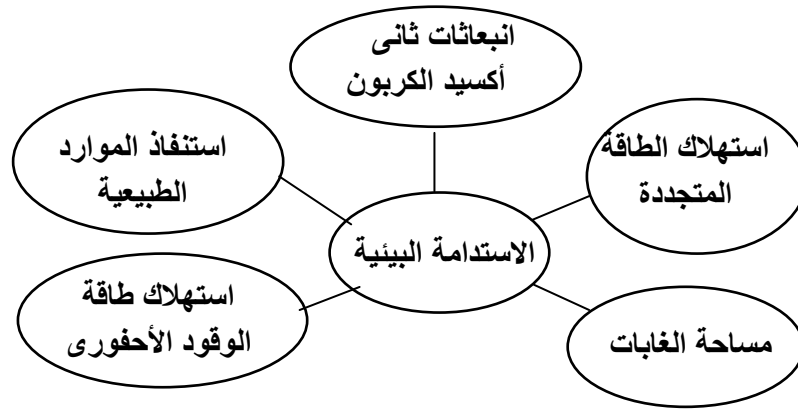 انبعاثات ثانى
أكسيد الكربون
استهلاك الطاقة
المتجددة
استنفاذ الموارد
الطبيعية
الاستدامة البيئية
استهلاك طاقة
الوقود الأحفورى
مساحة الغابات